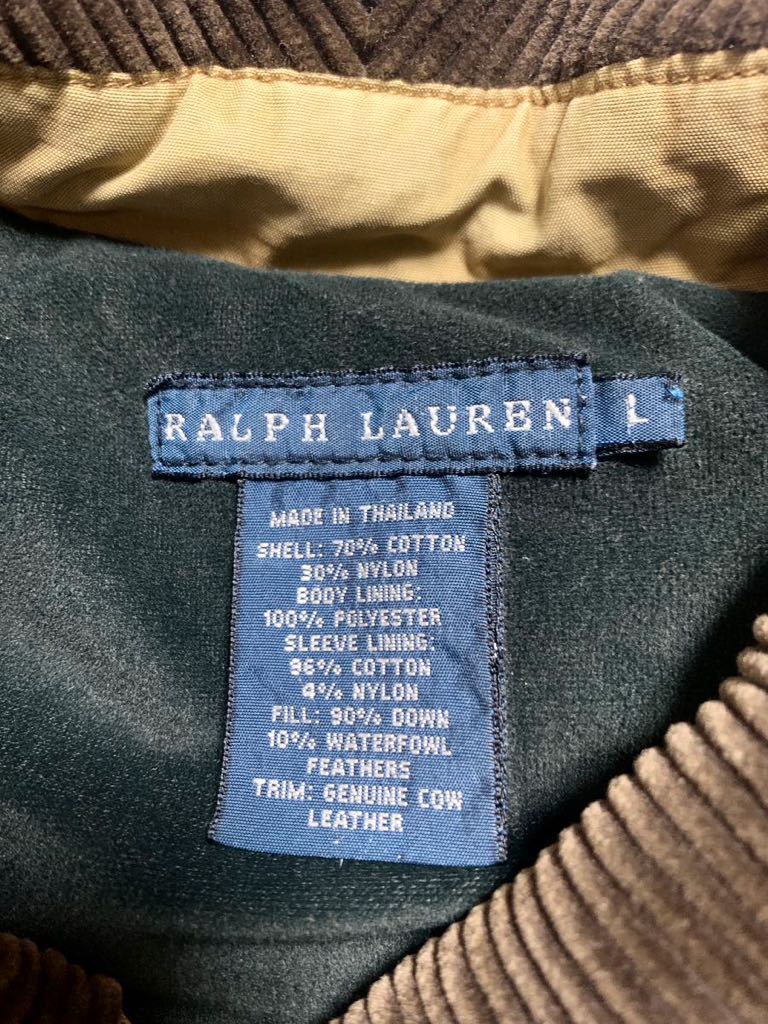 RALPH LAUREN L
MADE IN THAILAND
SHELL: 70% COTTON
30% NYLON
BODY LINING:
100% POLYESTER
SLEEVE LINING:
96% COTTON
4% NYLON
FILL: 90% DOWN
10% WATERFOWL
FEATHERS
TRIM: GENUINE COW
LEATHER